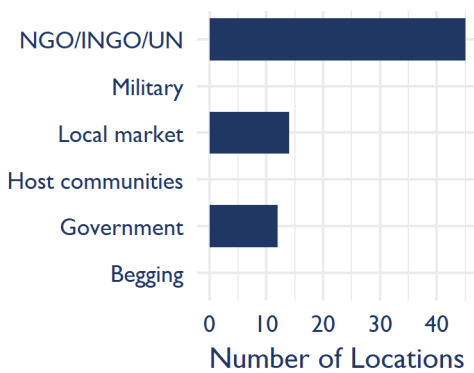 NGO/INGO/UN
Military
Local market
Host communities
Government
Begging
0 10 20 30 40
Number of Locations